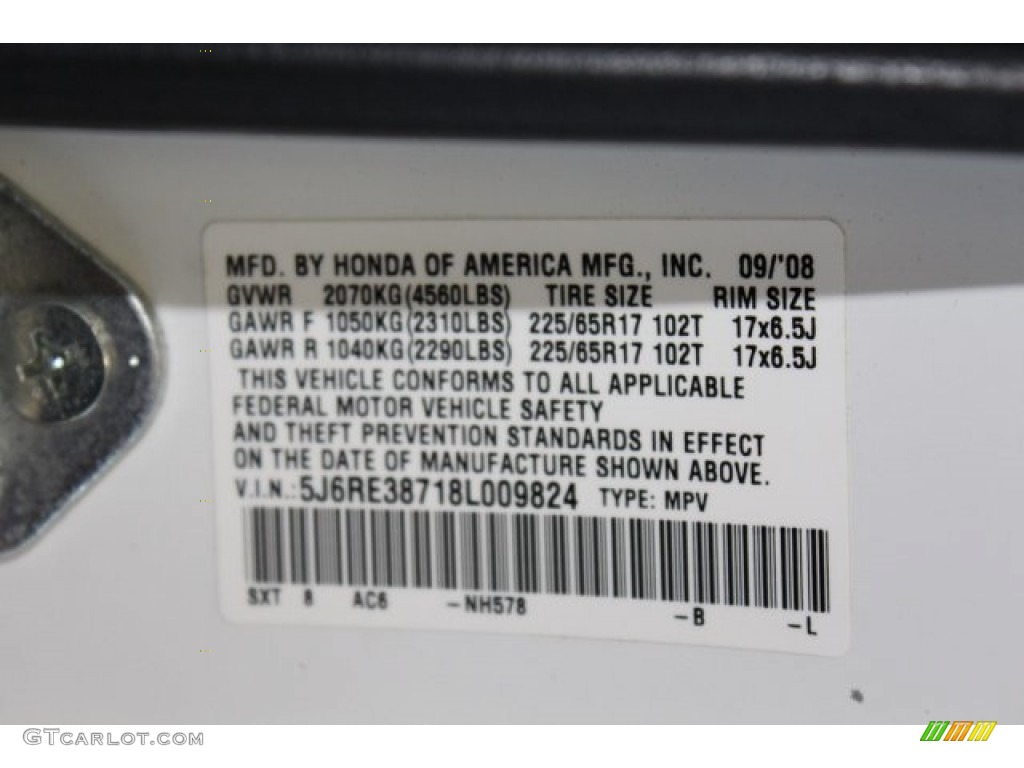 MFD. BY HONDA OF AMERICA MFG., INC. 09/'08
GVWR 2070KG(4560LBS) TIRE SIZE RIM SIZE
GAWR F 1050KG(2310LBS) 225/65R17 102T 17x6.5J
GAWR R 1040KG(2290LBS) 225/65R17 102T 17x6.5J
THIS VEHICLE CONFORMS TO ALL APPLICABLE
FEDERAL MOTOR VEHICLE SAFETY
AND THEFT PREVENTION STANDARDS IN EFFECT
ON THE DATE OF MANUFACTURE SHOWN ABOVE.
V.I.N.: 5J6RE38718L009824 TYPE: MPV
SXT 8 AC6 -NH578 -B -L
GTCARLOT.COM